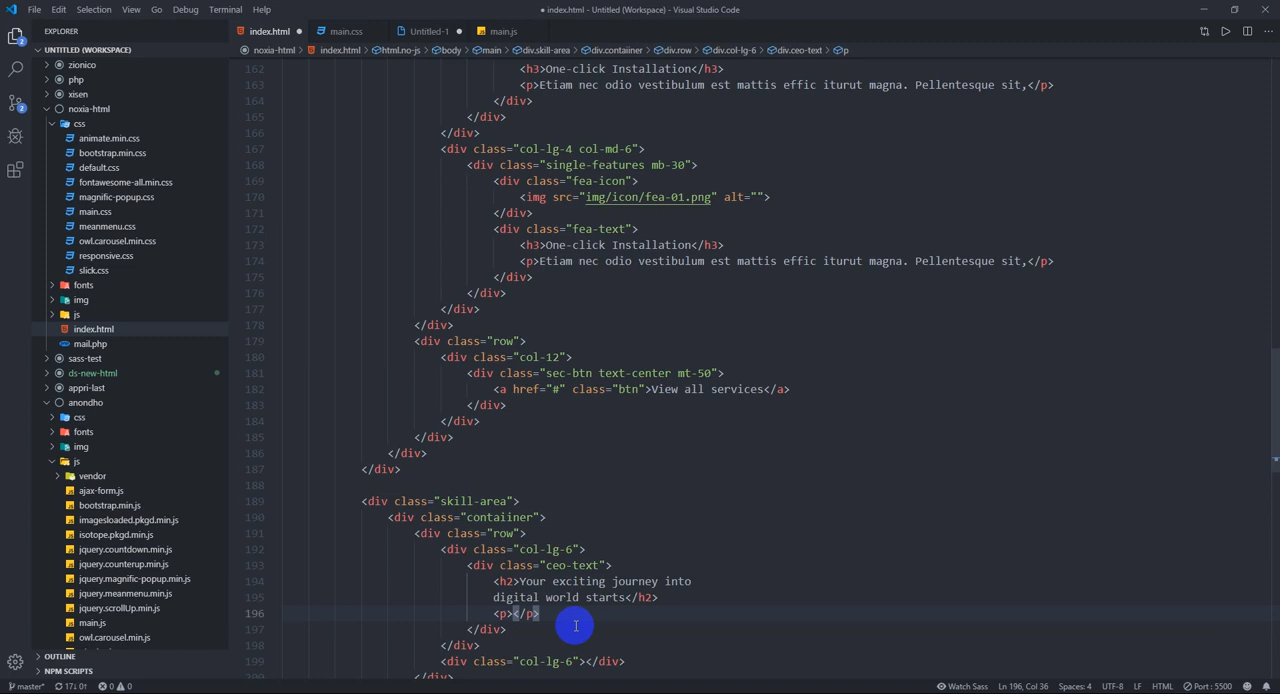 File Edit Selection View Go Debug Terminal Help
● index.html - Untitled (Workspace) - Visual Studio Code
EXPLORER
index.html
main.css
Untitled-1
main.js
UNTITLED (WORKSPACE)
noxia-html > index.html > html.no-js > body > main > div.skill-area > div.contaiiner > div.row > div.col-lg-6 > div.ceo-text > p
zionico
php
xisen
noxia-html
css
animate.min.css
bootstrap.min.css
default.css
fontawesome-all.min.css
magnific-popup.css
main.css
meanmenu.css
owl.carousel.min.css
responsive.css
slick.css
fonts
img
js
index.html
mail.php
sass-test
ds-new-html
appri-last
anondho
css
fonts
img
js
vendor
ajax-form.js
bootstrap.min.js
imagesloaded.pkgd.min.js
isotope.pkgd.min.js
jquery.countdown.min.js
jquery.counterup.min.js
jquery.magnific-popup.min.js
jquery.meanmenu.min.js
jquery.scrollUp.min.js
main.js
owl.carousel.min.js
OUTLINE
NPM SCRIPTS
162 <h3>One-click Installation</h3>
163 <p>Etiam nec odio vestibulum est mattis effic iturut magna. Pellentesque sit,</p>
164 </div>
165 </div>
166 </div>
167 <div class="col-lg-4 col-md-6">
168 <div class="single-features mb-30">
169 <div class="fea-icon">
170 <img src="img/icon/fea-01.png" alt="">
171 </div>
172 <div class="fea-text">
173 <h3>One-click Installation</h3>
174 <p>Etiam nec odio vestibulum est mattis effic iturut magna. Pellentesque sit,</p>
175 </div>
176 </div>
177 </div>
178 </div>
179 <div class="row">
180 <div class="col-12">
181 <div class="sec-btn text-center mt-50">
182 <a href="#" class="btn">View all services</a>
183 </div>
184 </div>
185 </div>
186 </div>
187 </div>
188
189 <div class="skill-area">
190 <div class="contaiiner">
191 <div class="row">
192 <div class="col-lg-6">
193 <div class="ceo-text">
194 <h2>Your exciting journey into
195 digital world starts</h2>
196 <p></p>
197 </div>
198 </div>
199 <div class="col-lg-6"></div>
200 </div>
master* 17↓ 0↑ 0 0
Watch Sass Ln 196, Col 36 Spaces: 4 UTF-8 LF HTML Port : 5500